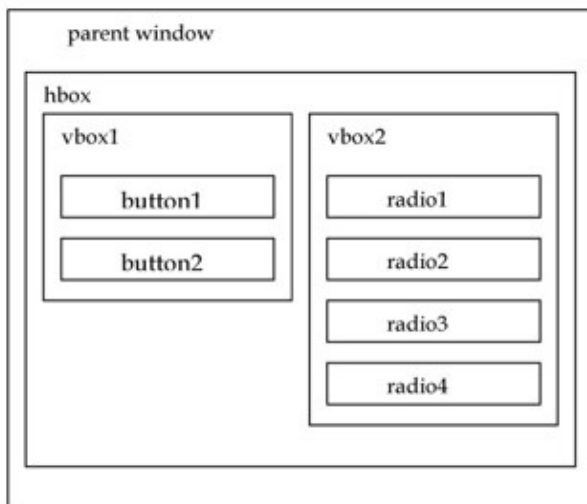 parent window
hbox
vbox1
button1
button2
vbox2
radio1
radio2
radio3
radio4